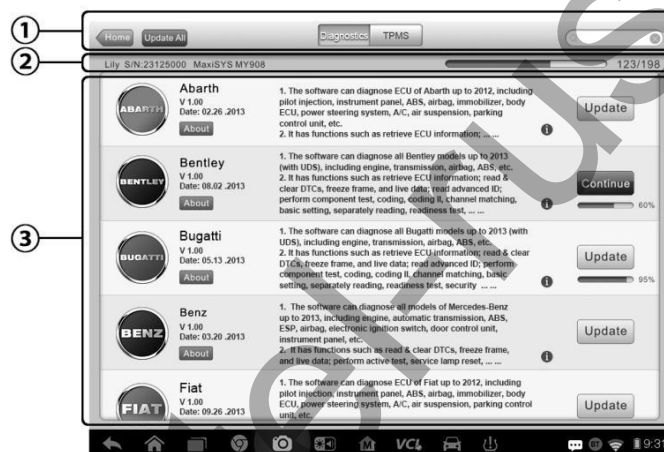 1
Home Update All Diagnostics TPMS
2
Lily S/N:23125000 MaxiSYS MY908 123/198
3
ABARTH
Abarth
V 1.00
Date: 02.26 .2013
About
1. The software can diagnose ECU of Abarth up to 2012, including
pilot injection, instrument panel, ABS, airbag, immobilizer, body
ECU, power steering system, A/C, air suspension, parking
control unit, etc.
2. It has functions such as retrieve ECU information; ... ...
Update
BENTLEY
Bentley
V 1.00
Date: 08.02 .2013
About
1. The software can diagnose all Bentley models up to 2013
(with UDS), including engine, transmission, airbag, ABS, etc.
2. It has functions such as retrieve ECU information; read &
clear DTCs, freeze frame, and live data; read advanced ID;
perform component test, coding, coding II, channel matching,
basic setting, separately reading, readiness test, ... ...
Continue
60%
BUGATTI
Bugatti
V 1.00
Date: 05.13 .2013
About
1. The software can diagnose all Bugatti models up to 2013 (with
UDS), including engine, transmission, airbag, ABS, etc.
2. It has functions such as retrieve ECU information; read & clear
DTCs, freeze frame, and live data; read advanced ID; perform
component test, coding, coding II, channel matching, basic
setting, separately reading, readiness test, security ... ...
Update
95%
BENZ
Benz
V 1.00
Date: 03.20 .2013
About
1. The software can diagnose all models of Mercedes-Benz
up to 2013, including engine, automatic transmission, ABS,
ESP, airbag, electronic ignition switch, door control unit,
instrument panel, etc.
2. It has functions such as read & clear DTCs, freeze frame,
and live data; perform active test, service lamp reset, ... ...
Update
FIAT
Fiat
V 1.00
Date: 09.26 .2013
1. The software can diagnose ECU of Fiat up to 2012, including
pilot injection, instrument panel, ABS, airbag, immobilizer, body
ECU, power steering system, A/C, air suspension, parking control
unit, etc.
Update
M VCI BT 9:31